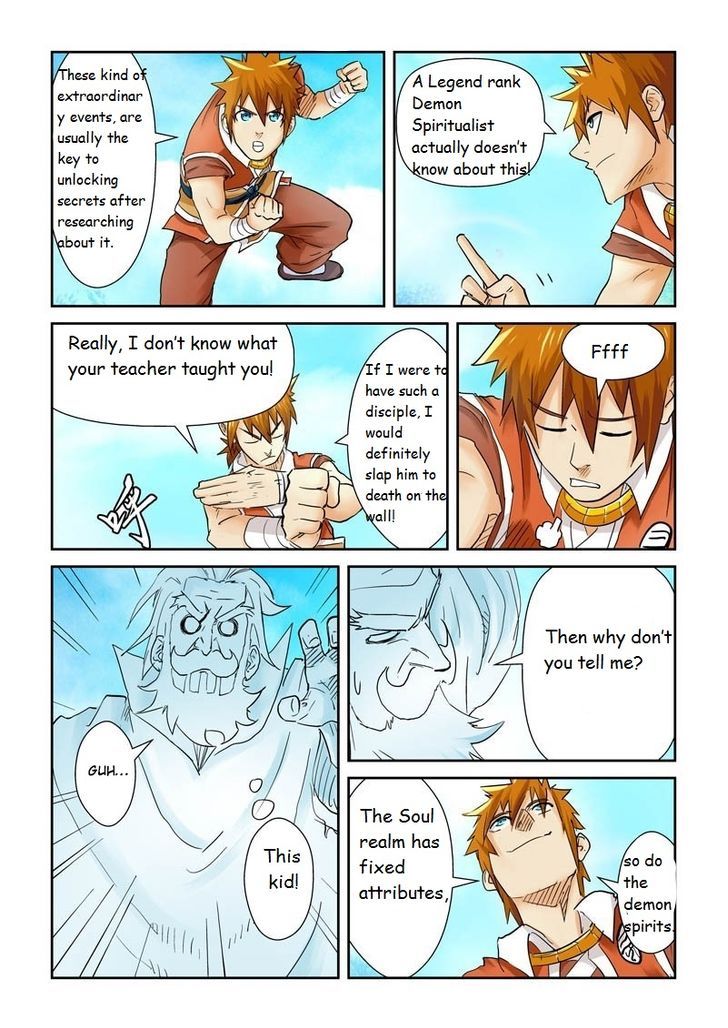 These kind of
extraordinar
y events, are
usually the
key to
unlocking
secrets after
researching
about it.
A Legend rank
Demon
Spiritualist
actually doesn't
know about this!
Really, I don't know what
your teacher taught you!
If I were to
have such a
disciple, I
would
definitely
slap him to
death on the
wall!
Ffff
GUH...
This
kid!
Then why don't
you tell me?
The Soul
realm has
fixed
attributes,
so do
the
demon
spirits.